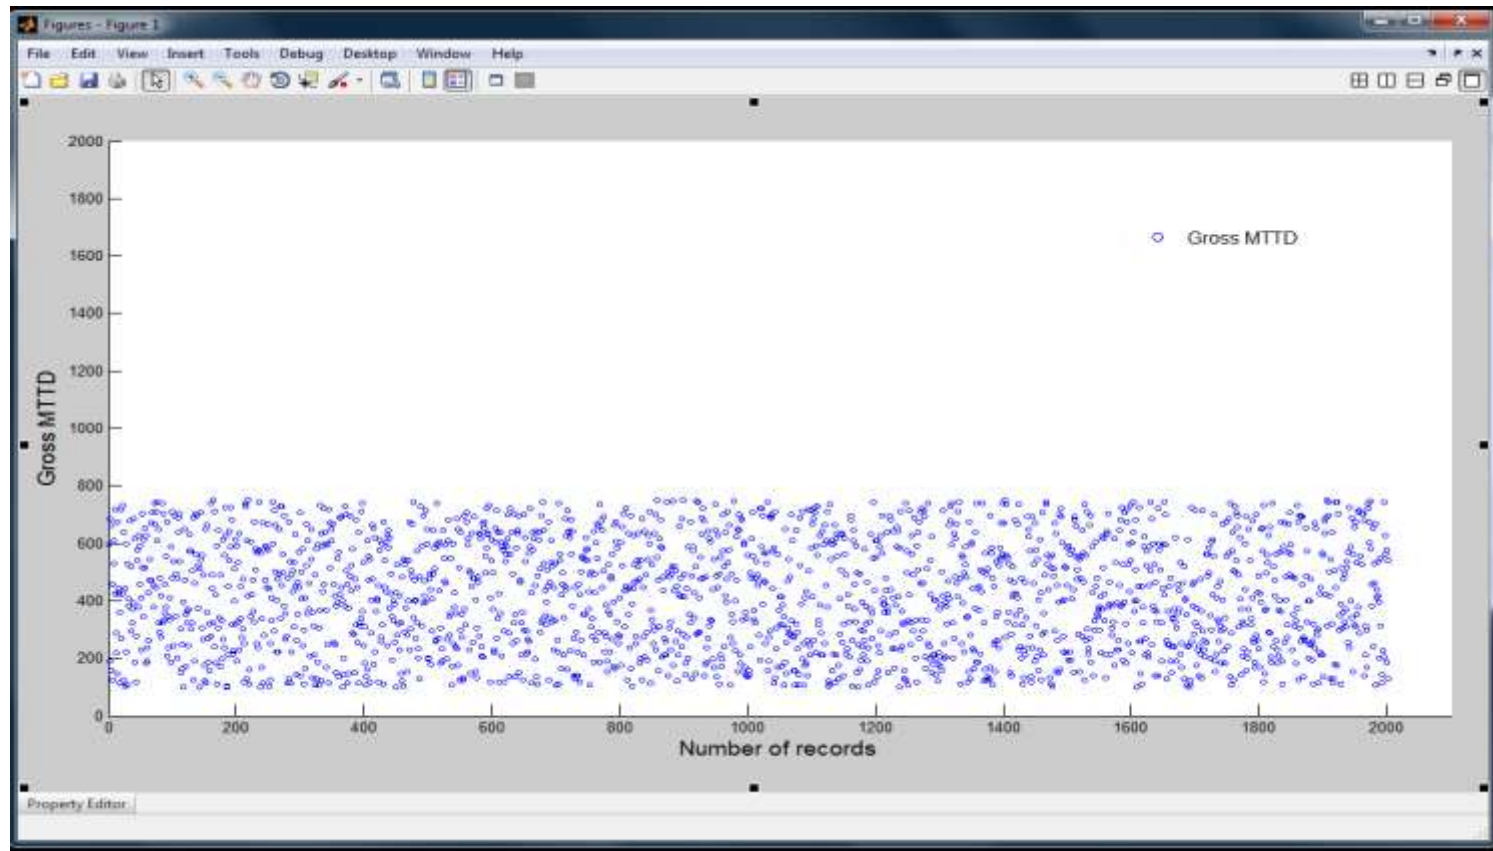 Figures - Figure 1
File Edit View Insert Tools Debug Desktop Window Help
2000
1800
1600
1400
1200
1000
800
600
400
200
0
Gross MTTD
Gross MTTD
0 200 400 600 800 1000 1200 1400 1600 1800 2000
Number of records
Property Editor